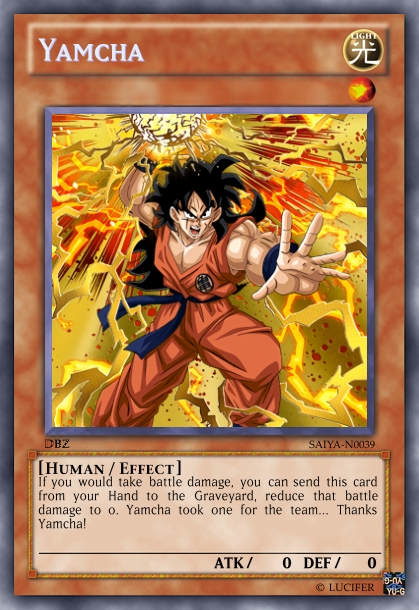 YAMCHA
LIGHT
光
DBZ
SAIYA-N0039
[HUMAN / EFFECT]
If you would take battle damage, you can send this card
from your Hand to the Graveyard, reduce that battle
damage to 0. Yamcha took one for the team... Thanks
Yamcha!
ATK / 0 DEF / 0
© LUCIFER